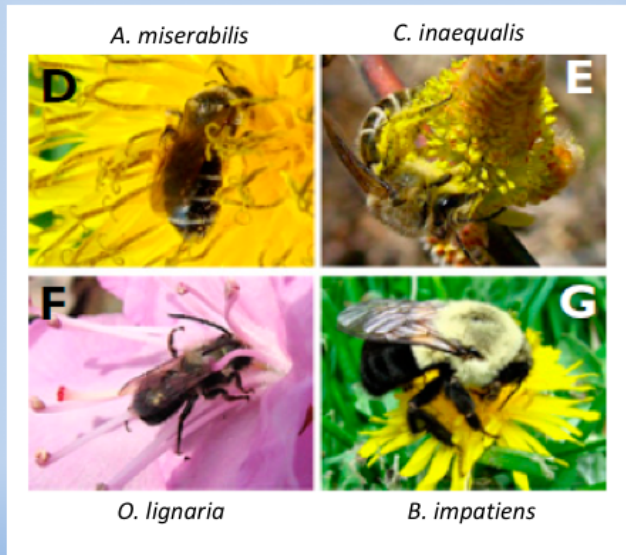 A. miserabilis C. inaequalis
D E
F G
O. lignaria B. impatiens